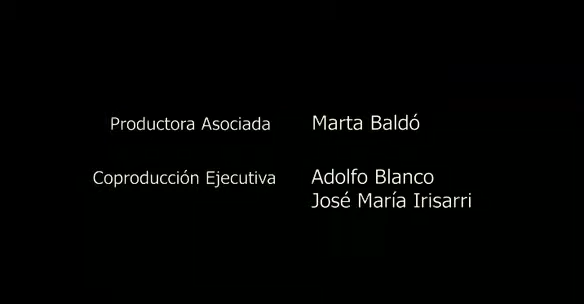 Productora Asociada Marta Baldó
Coproducción Ejecutiva Adolfo Blanco
José María Irisarri